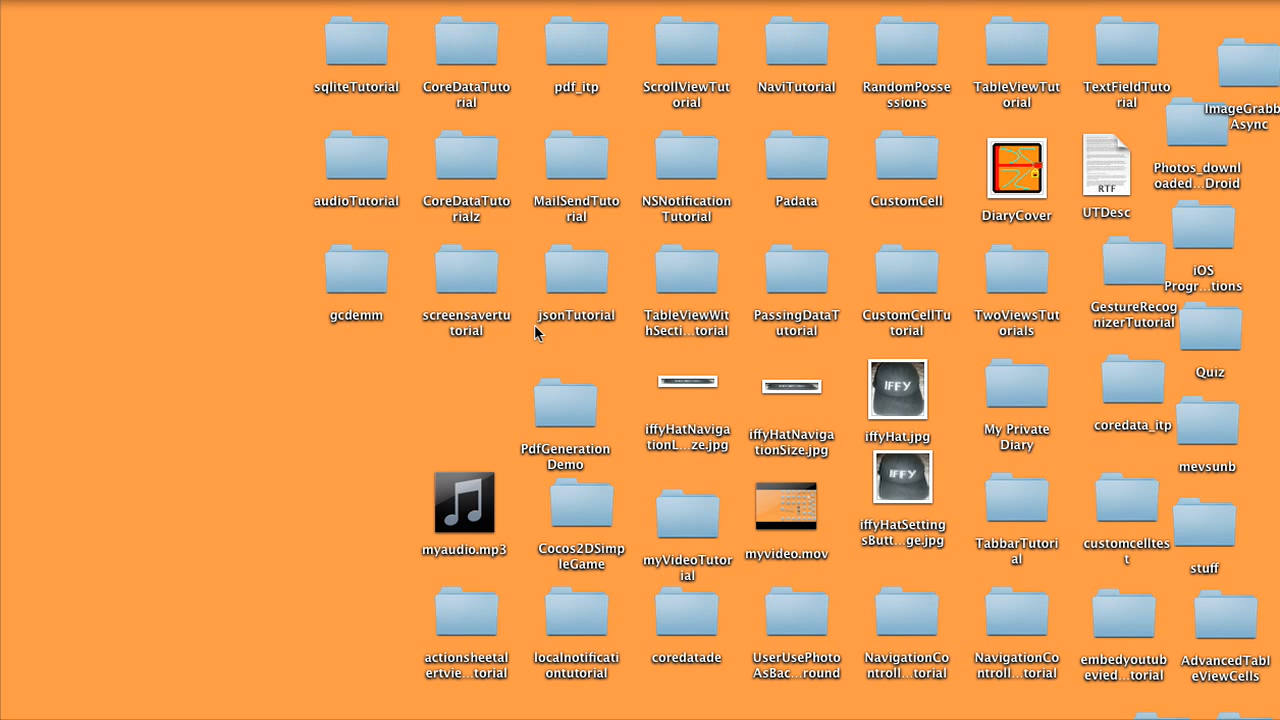 sqliteTutorial
CoreDataTuto
rial
pdf_itp
ScrollViewTut
orial
NaviTutorial
RandomPosse
ssions
TableViewTut
orial
TextFieldTuto
rial
ImageGrabb
Async
audioTutorial
CoreDataTuto
rialz
MailSendTuto
rial
NSNotification
Tutorial
Padata
CustomCell
DiaryCover
RTF
UTDesc
Photos_downl
oaded...Droid
gcdemm
screensavertu
torial
jsonTutorial
TableViewWit
hSecti...torial
PassingDataT
utorial
CustomCellTu
torial
TwoViewsTut
orials
GestureRecog
nizerTutorial
iOS
Progr...tions
Quiz
PdfGeneration
Demo
iffyHatNaviga
tionL...ze.jpg
iffyHatNaviga
tionSize.jpg
IFFY
iffyHat.jpg
My Private
Diary
coredata_itp
mevsunb
myaudio.mp3
Cocos2DSimp
leGame
myVideoTutor
ial
myvideo.mov
IFFY
iffyHatSetting
sButt...ge.jpg
TabbarTutori
al
customcelltes
t
stuff
actionsheetal
ertvie...torial
localnotificati
ontutorial
coredatade
UserUsePhoto
AsBac...round
NavigationCo
ntroll...torial
NavigationCo
ntroll...torial
embedyoutub
evied...torial
AdvancedTabl
eViewCells